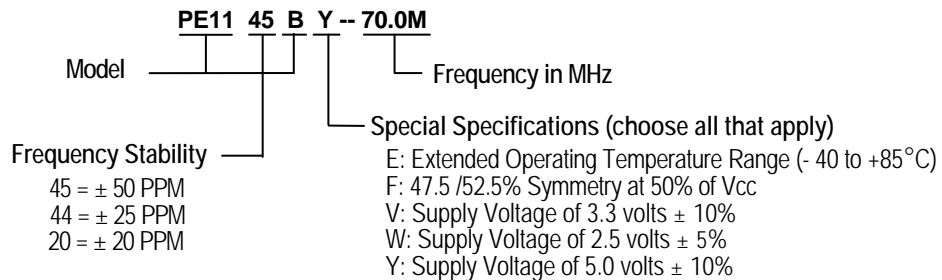 PE11 45 B Y -- 70.0M
Model
Frequency in MHz
Special Specifications (choose all that apply)
E: Extended Operating Temperature Range (- 40 to +85°C)
F: 47.5 /52.5% Symmetry at 50% of Vcc
V: Supply Voltage of 3.3 volts ± 10%
W: Supply Voltage of 2.5 volts ± 5%
Y: Supply Voltage of 5.0 volts ± 10%
Frequency Stability
45 = ± 50 PPM
44 = ± 25 PPM
20 = ± 20 PPM